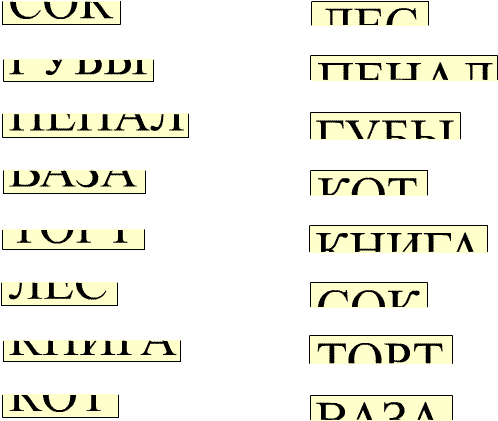 СОК ЛЕС
ГУБЫ ПЕНАЛ
ПЕНАЛ ГУБЫ
ВАЗА КОТ
ТОРТ КНИГА
ЛЕС СОК
КНИГА ТОРТ
КОТ ВАЗА